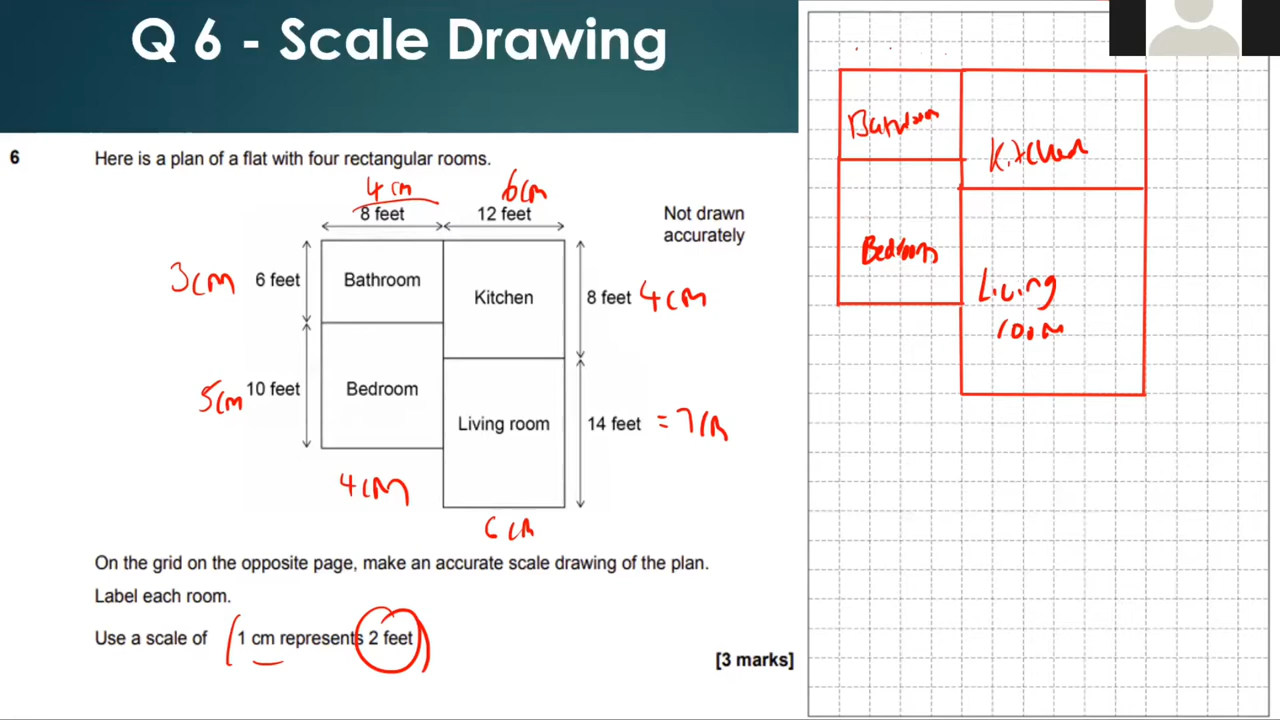 Q 6 - Scale Drawing
6 Here is a plan of a flat with four rectangular rooms.
4 cm 6cm
8 feet 12 feet Not drawn
accurately
3cm 6 feet Bathroom Kitchen 8 feet 4cm
5cm 10 feet Bedroom Living room 14 feet = 7cm
4cm
6cm
On the grid on the opposite page, make an accurate scale drawing of the plan.
Label each room.
Use a scale of (1 cm represents 2 feet)
[3 marks]
Bathroom
Kitchen
Bedroom
Living
room